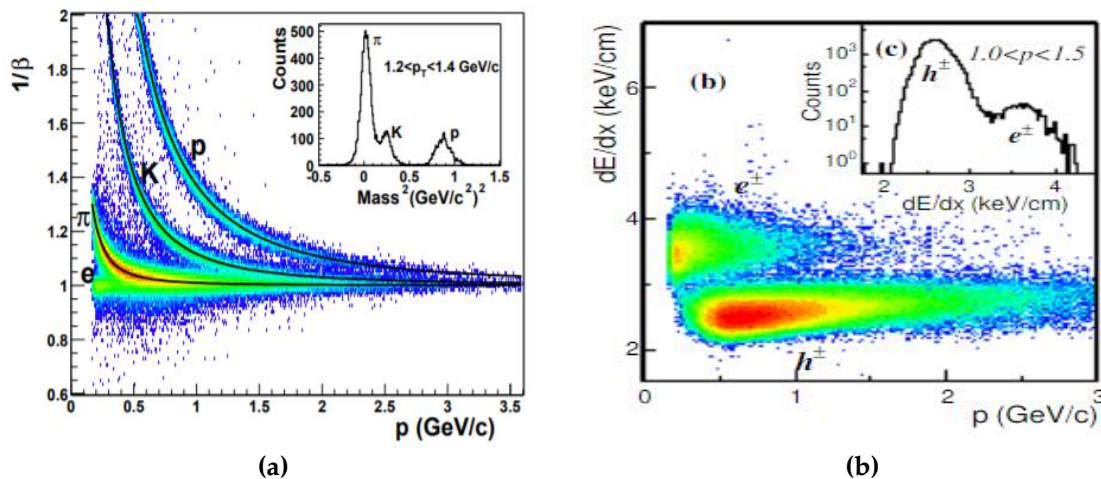 1/β
2
1.8
1.6
1.4
1.2
1
0.8
0.6
0
0.5
1
1.5
2
2.5
3
3.5
p (GeV/c)
π
e
K
p
Counts
500
400
300
200
100
0
-0.5
0
0.5
1
1.5
Mass² (GeV/c²)²
1.2<p_T<1.4 GeV/c
π
K
p
(a)
dE/dx (keV/cm)
6
4
2
0
1
2
3
p (GeV/c)
(b)
e±
h±
Counts
10³
10²
10¹
10⁰
2
3
4
dE/dx (keV/cm)
(c)
1.0<p<1.5
h±
e±
(b)